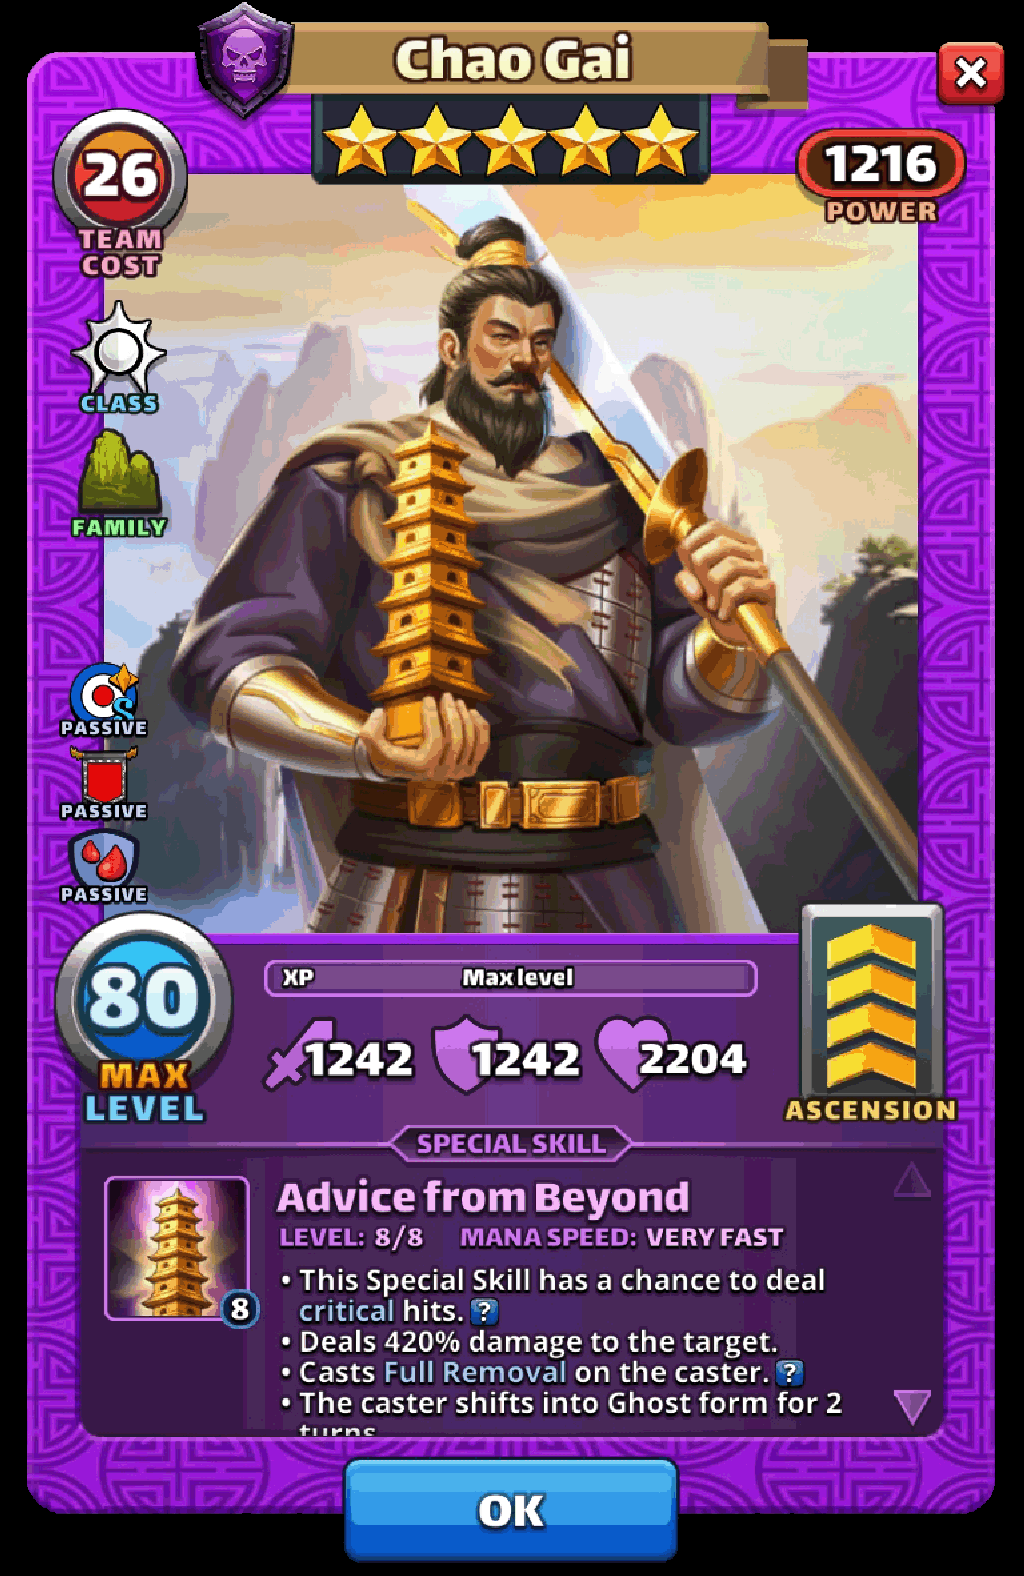 Chao Gai
26
TEAM
COST
1216
POWER
CLASS
FAMILY
PASSIVE
PASSIVE
PASSIVE
80
MAX
LEVEL
XP Max level
1242 1242 2204
ASCENSION
SPECIAL SKILL
8
Advice from Beyond
LEVEL: 8/8 MANA SPEED: VERY FAST
• This Special Skill has a chance to deal
critical hits. ?
• Deals 420% damage to the target.
• Casts Full Removal on the caster. ?
• The caster shifts into Ghost form for 2
turns
OK